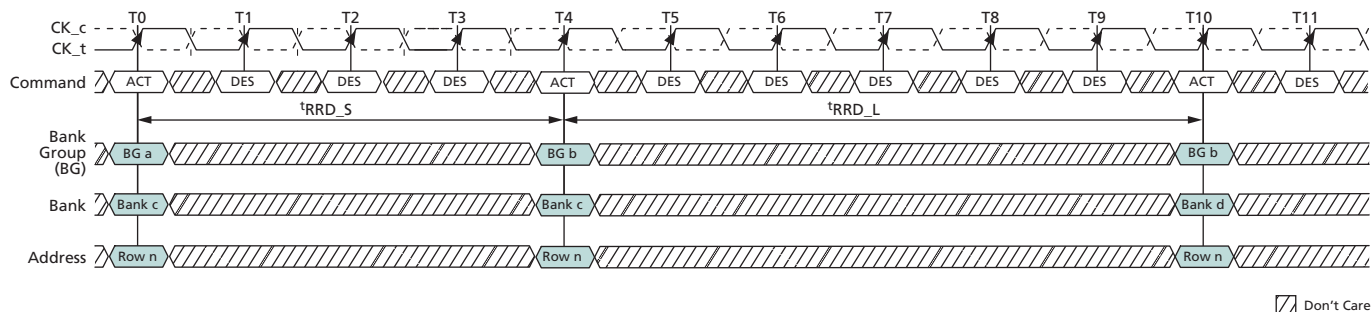 T0 T1 T2 T3 T4 T5 T6 T7 T8 T9 T10 T11
CK_c
CK_t
Command ACT DES DES DES ACT DES DES DES DES DES ACT DES
tRRD_S tRRD_L
Bank
Group
(BG)
BG a BG b BG b
Bank Bank c Bank c Bank d
Address Row n Row n Row n
Don't Care